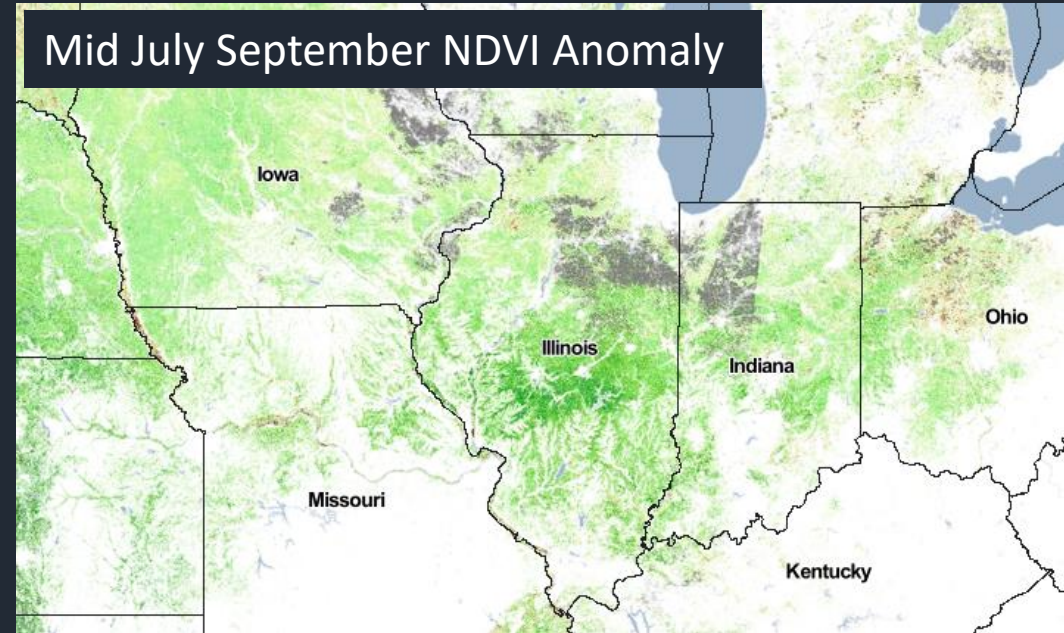 Mid July September NDVI Anomaly
Iowa
Illinois
Ohio
Indiana
Missouri
Kentucky